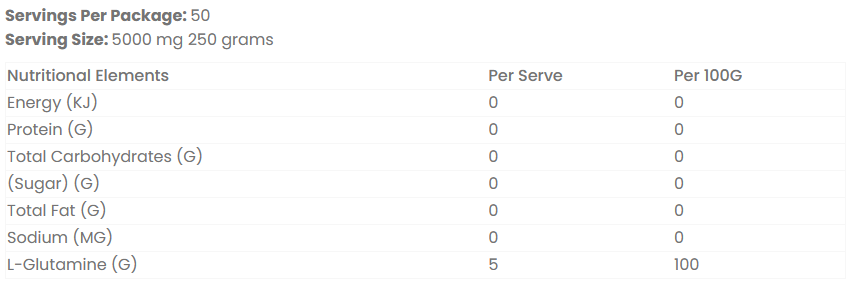 Servings Per Package: 50
Serving Size: 5000 mg 250 grams
Nutritional Elements Per Serve Per 100G
Energy (KJ) 0 0
Protein (G) 0 0
Total Carbohydrates (G) 0 0
(Sugar) (G) 0 0
Total Fat (G) 0 0
Sodium (MG) 0 0
L-Glutamine (G) 5 100